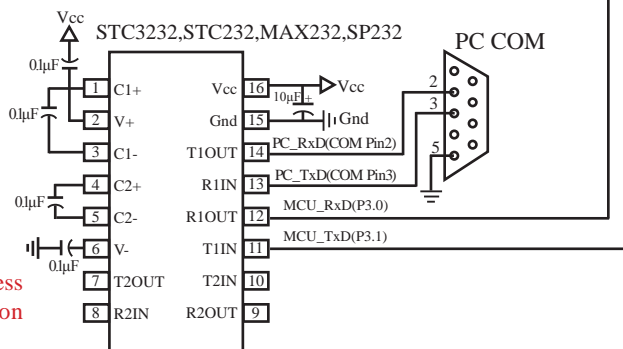 Vcc
STC3232,STC232,MAX232,SP232
PC COM
0.1μF
1 C1+
Vcc 16
Vcc
10μF +
2
0.1μF
2 V+
Gnd 15
Gnd
3
3 C1-
T1OUT 14
PC_RxD(COM Pin2)
5
4 C2+
R1IN 13
PC_TxD(COM Pin3)
0.1μF
5 C2-
R1OUT 12
MCU_RxD(P3.0)
6 V-
T1IN 11
MCU_TxD(P3.1)
0.1μF
7 T2OUT
T2IN 10
8 R2IN
R2OUT 9
ess
on